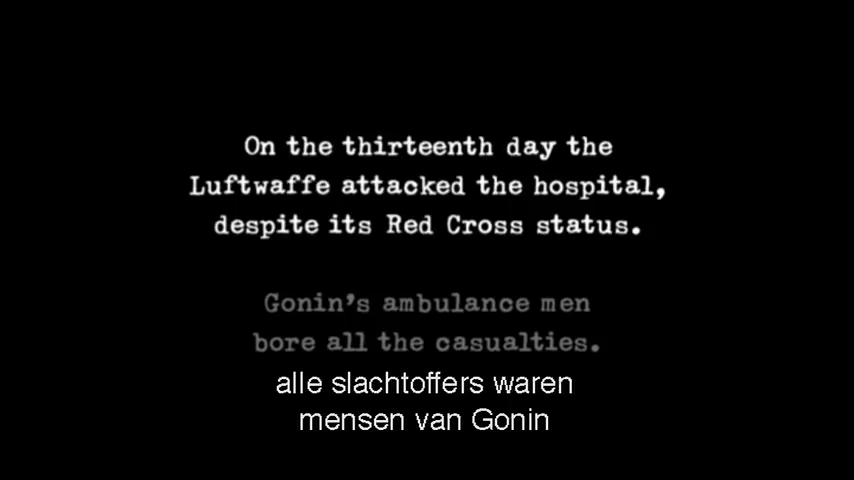 On the thirteenth day the
Luftwaffe attacked the hospital,
despite its Red Cross status.
Gonin's ambulance men
bore all the casualties.
alle slachtoffers waren
mensen van Gonin